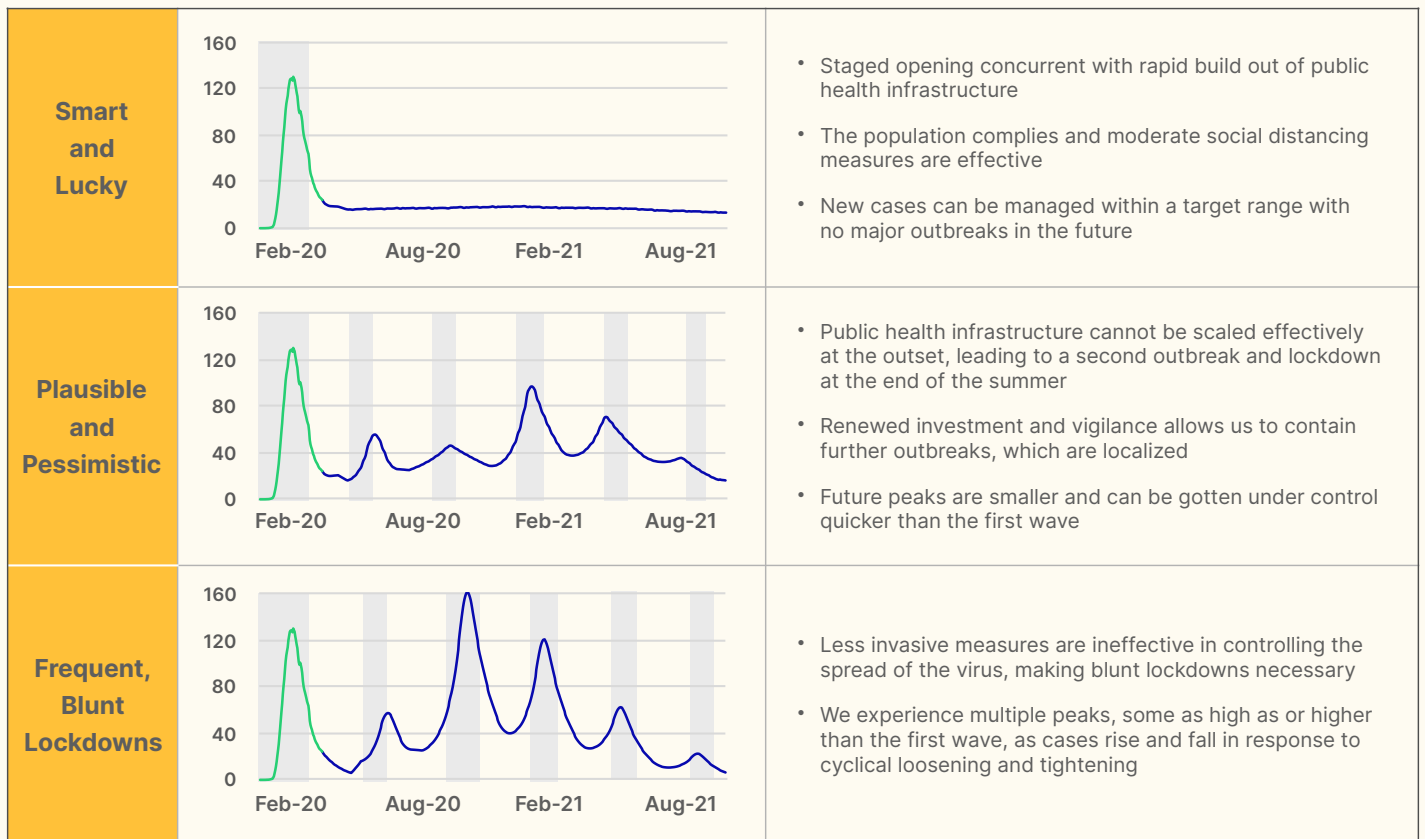 Smart
and
Lucky
160
120
80
40
0
Feb-20 Aug-20 Feb-21 Aug-21
• Staged opening concurrent with rapid build out of public
health infrastructure
• The population complies and moderate social distancing
measures are effective
• New cases can be managed within a target range with
no major outbreaks in the future
Plausible
and
Pessimistic
160
120
80
40
0
Feb-20 Aug-20 Feb-21 Aug-21
• Public health infrastructure cannot be scaled effectively
at the outset, leading to a second outbreak and lockdown
at the end of the summer
• Renewed investment and vigilance allows us to contain
further outbreaks, which are localized
• Future peaks are smaller and can be gotten under control
quicker than the first wave
Frequent,
Blunt
Lockdowns
160
120
80
40
0
Feb-20 Aug-20 Feb-21 Aug-21
• Less invasive measures are ineffective in controlling the
spread of the virus, making blunt lockdowns necessary
• We experience multiple peaks, some as high as or higher
than the first wave, as cases rise and fall in response to
cyclical loosening and tightening